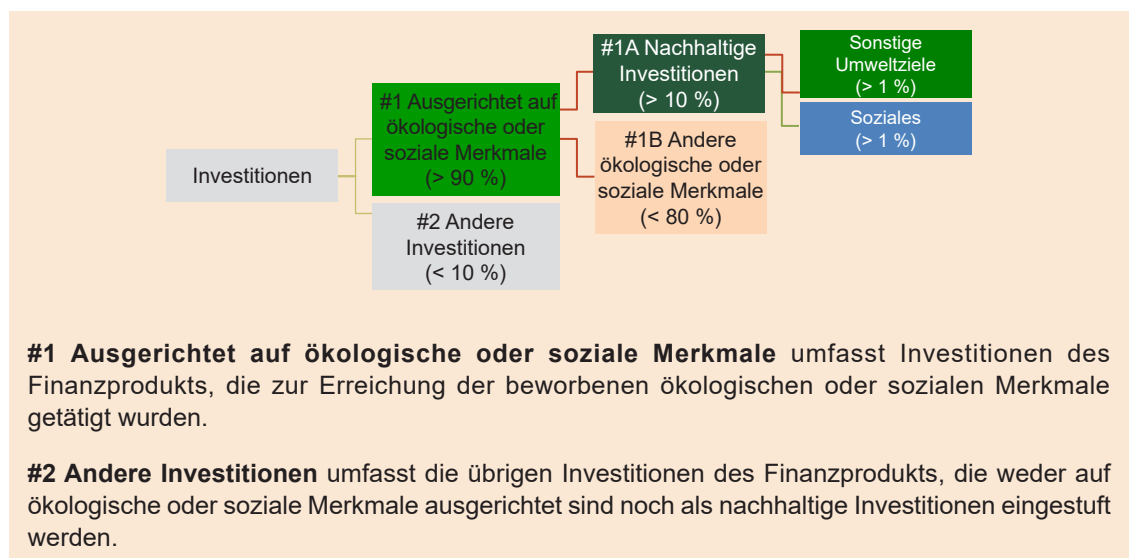 Investitionen
#1 Ausgerichtet auf
ökologische oder
soziale Merkmale
(> 90 %)
#2 Andere
Investitionen
(< 10 %)
#1A Nachhaltige
Investitionen
(> 10 %)
#1B Andere
ökologische oder
soziale Merkmale
(< 80 %)
Sonstige
Umweltziele
(> 1 %)
Soziales
(> 1 %)
#1 Ausgerichtet auf ökologische oder soziale Merkmale umfasst Investitionen des
Finanzprodukts, die zur Erreichung der beworbenen ökologischen oder sozialen Merkmale
getätigt wurden.
#2 Andere Investitionen umfasst die übrigen Investitionen des Finanzprodukts, die weder auf
ökologische oder soziale Merkmale ausgerichtet sind noch als nachhaltige Investitionen eingestuft
werden.